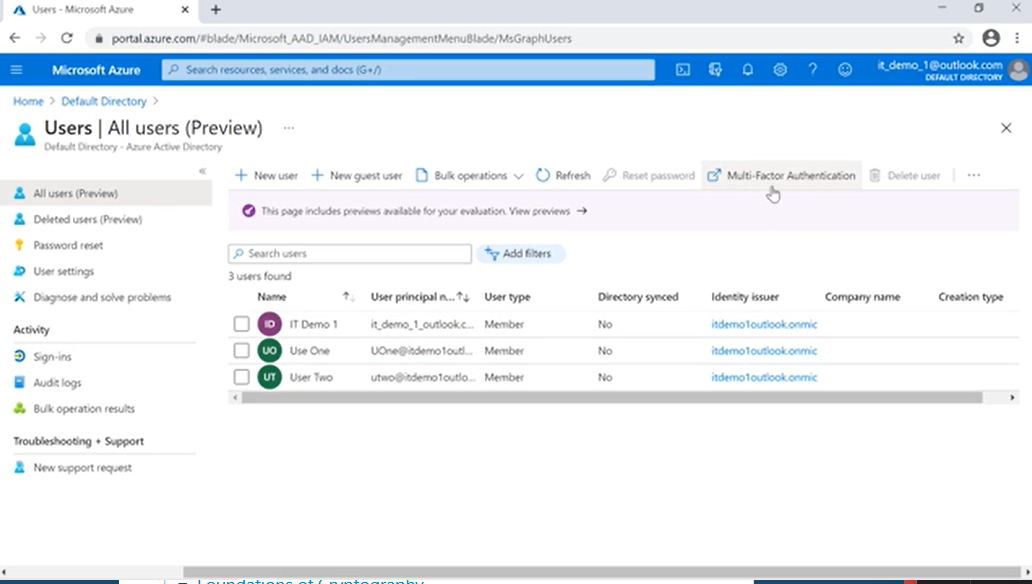 Users - Microsoft Azure
portal.azure.com/#blade/Microsoft_AAD_IAM/UsersManagementMenuBlade/MsGraphUsers
Microsoft Azure
Search resources, services, and docs (G+/)
it_demo_1@outlook.com
DEFAULT DIRECTORY
Home > Default Directory >
Users | All users (Preview) ...
Default Directory - Azure Active Directory
All users (Preview)
Deleted users (Preview)
Password reset
User settings
Diagnose and solve problems
Activity
Sign-ins
Audit logs
Bulk operation results
Troubleshooting + Support
New support request
New user New guest user Bulk operations Refresh Reset password Multi-Factor Authentication Delete user ...
This page includes previews available for your evaluation. View previews →
Search users Add filters
3 users found
Name User principal n... User type Directory synced Identity issuer Company name Creation type
ID IT Demo 1 it_demo_1_outlook.c... Member No itdemo1outlook.onmic
UO Use One UOne@itdemo1outl... Member No itdemo1outlook.onmic
UT User Two utwo@itdemo1outlo... Member No itdemo1outlook.onmic
Foundations of Cryptography